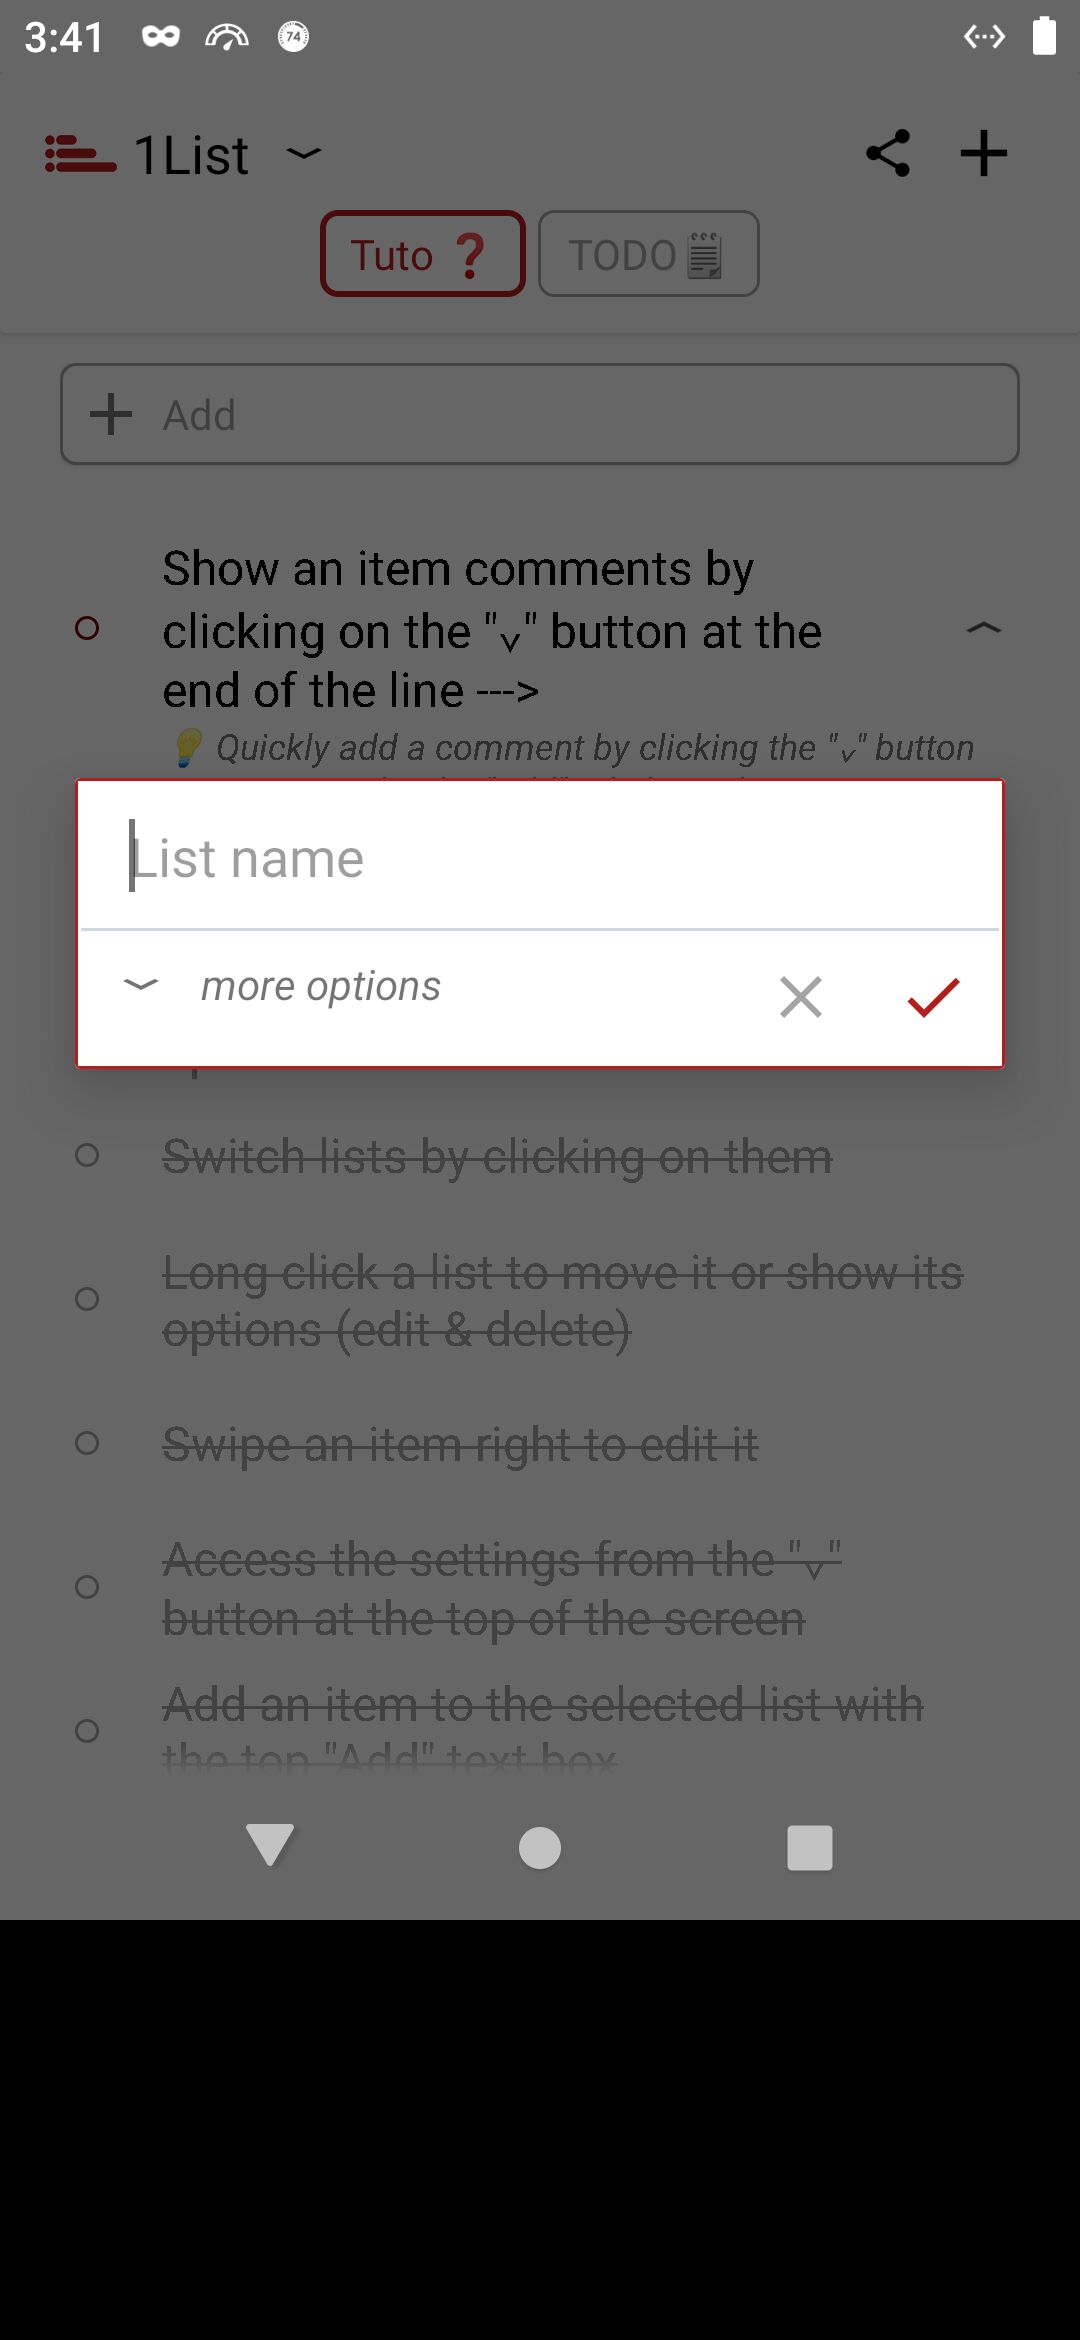 3:41
74
1List
Tuto ❓
TODO
Add
Show an item comments by
clicking on the "v" button at the
end of the line --->
💡 Quickly add a comment by clicking the "v" button
List name
more options
Switch lists by clicking on them
Long click a list to move it or show its
options (edit & delete)
Swipe an item right to edit it
Access the settings from the "v"
button at the top of the screen
Add an item to the selected list with
the top "Add" text box